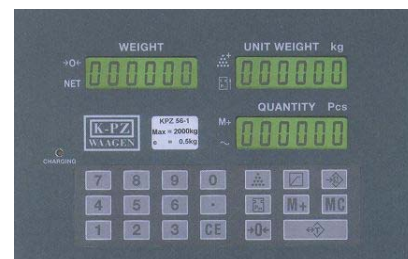 WEIGHT
UNIT WEIGHT kg
→0←
NET
000000
000000
QUANTITY Pcs
K-PZ
WAAGEN
KPZ 56-1
Max = 2000kg
e = 0.5kg
M+
~
000000
CHARGING
7 8 9 0
4 5 6 . M+ MC
1 2 3 CE →0← ↔T